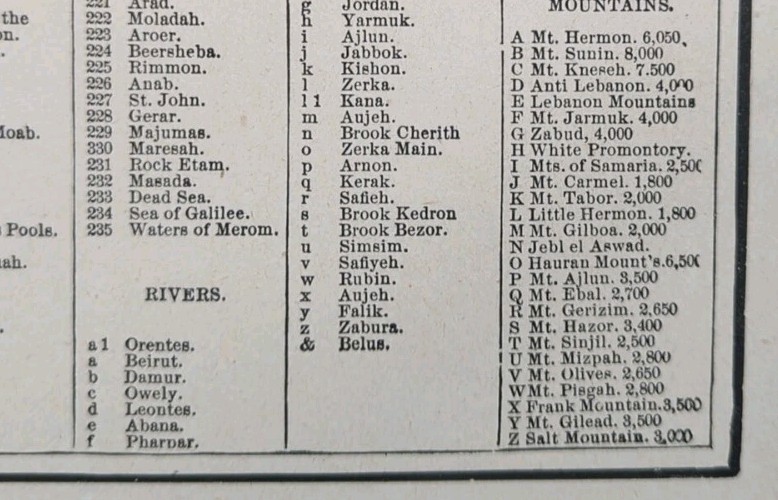 the
on.
Moab.
Pools.
ah.
221 Arad.
222 Moladah.
223 Aroer.
224 Beersheba.
225 Rimmon.
226 Anab.
227 St. John.
228 Gerar.
229 Majumas.
330 Maresah.
231 Rock Etam.
232 Masada.
233 Dead Sea.
234 Sea of Galilee.
235 Waters of Merom.
RIVERS.
a1 Orentes.
a Beirut.
b Damur.
c Owely.
d Leontes.
e Abana.
f Pharpar.
g Jordan.
h Yarmuk.
i Ajlun.
j Jabbok.
k Kishon.
l Zerka.
l1 Kana.
m Aujeh.
n Brook Cherith
o Zerka Main.
p Arnon.
q Kerak.
r Safieh.
s Brook Kedron
t Brook Bezor.
u Simsim.
v Safiyeh.
w Rubin.
x Aujeh.
y Falik.
z Zabura.
& Belus.
MOUNTAINS.
A Mt. Hermon. 6,050.
B Mt. Sunin. 8,000
C Mt. Kneseh. 7.500
D Anti Lebanon. 4,000
E Lebanon Mountains
F Mt. Jarmuk. 4,000
G Zabud, 4,000
H White Promontory.
I Mts. of Samaria. 2,500
J Mt. Carmel. 1,800
K Mt. Tabor. 2,000
L Little Hermon. 1,800
M Mt. Gilboa. 2,000
N Jebl el Aswad.
O Hauran Mount's.6,500
P Mt. Ajlun. 3,500
Q Mt. Ebal. 2,700
R Mt. Gerizim. 2,650
S Mt. Hazor. 3,400
T Mt. Sinjil. 2,500
U Mt. Mizpah. 2,800
V Mt. Olives. 2,650
W Mt. Pisgah. 2,800
X Frank Mountain.3,500
Y Mt. Gilead. 3,500
Z Salt Mountain. 3,000